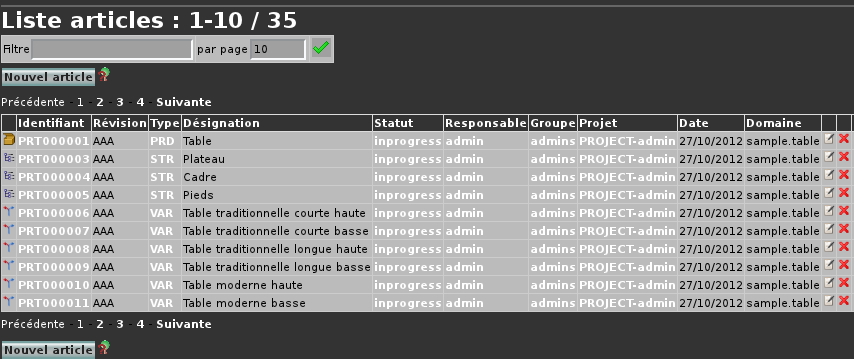 Liste articles : 1-10 / 35
Filtre par page 10
Nouvel article
Précédente - 1 - 2 - 3 - 4 - Suivante
Identifiant Révision Type Désignation Statut Responsable Groupe Projet Date Domaine
PRT000001 AAA PRD Table inprogress admin admins PROJECT-admin 27/10/2012 sample.table
PRT000003 AAA STR Plateau inprogress admin admins PROJECT-admin 27/10/2012 sample.table
PRT000004 AAA STR Cadre inprogress admin admins PROJECT-admin 27/10/2012 sample.table
PRT000005 AAA STR Pieds inprogress admin admins PROJECT-admin 27/10/2012 sample.table
PRT000006 AAA VAR Table traditionnelle courte haute inprogress admin admins PROJECT-admin 27/10/2012 sample.table
PRT000007 AAA VAR Table traditionnelle courte basse inprogress admin admins PROJECT-admin 27/10/2012 sample.table
PRT000008 AAA VAR Table traditionnelle longue haute inprogress admin admins PROJECT-admin 27/10/2012 sample.table
PRT000009 AAA VAR Table traditionnelle longue basse inprogress admin admins PROJECT-admin 27/10/2012 sample.table
PRT000010 AAA VAR Table moderne haute inprogress admin admins PROJECT-admin 27/10/2012 sample.table
PRT000011 AAA VAR Table moderne basse inprogress admin admins PROJECT-admin 27/10/2012 sample.table
Précédente - 1 - 2 - 3 - 4 - Suivante
Nouvel article